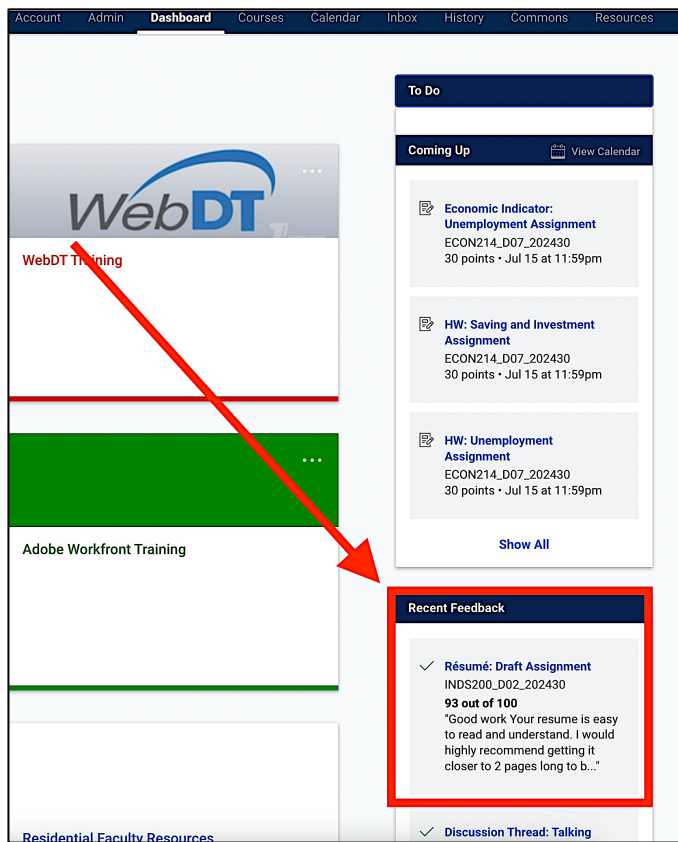 Account Admin Dashboard Courses Calendar Inbox History Commons Resources
WebDT
WebDT Training
Adobe Workfront Training
Residential Faculty Resources
To Do
Coming Up
View Calendar
Economic Indicator:
Unemployment Assignment
ECON214_D07_202430
30 points • Jul 15 at 11:59pm
HW: Saving and Investment
Assignment
ECON214_D07_202430
30 points • Jul 15 at 11:59pm
HW: Unemployment
Assignment
ECON214_D07_202430
30 points • Jul 15 at 11:59pm
Show All
Recent Feedback
Résumé: Draft Assignment
INDS200_D02_202430
93 out of 100
"Good work Your resume is easy
to read and understand. I would
highly recommend getting it
closer to 2 pages long to b..."
Discussion Thread: Talking